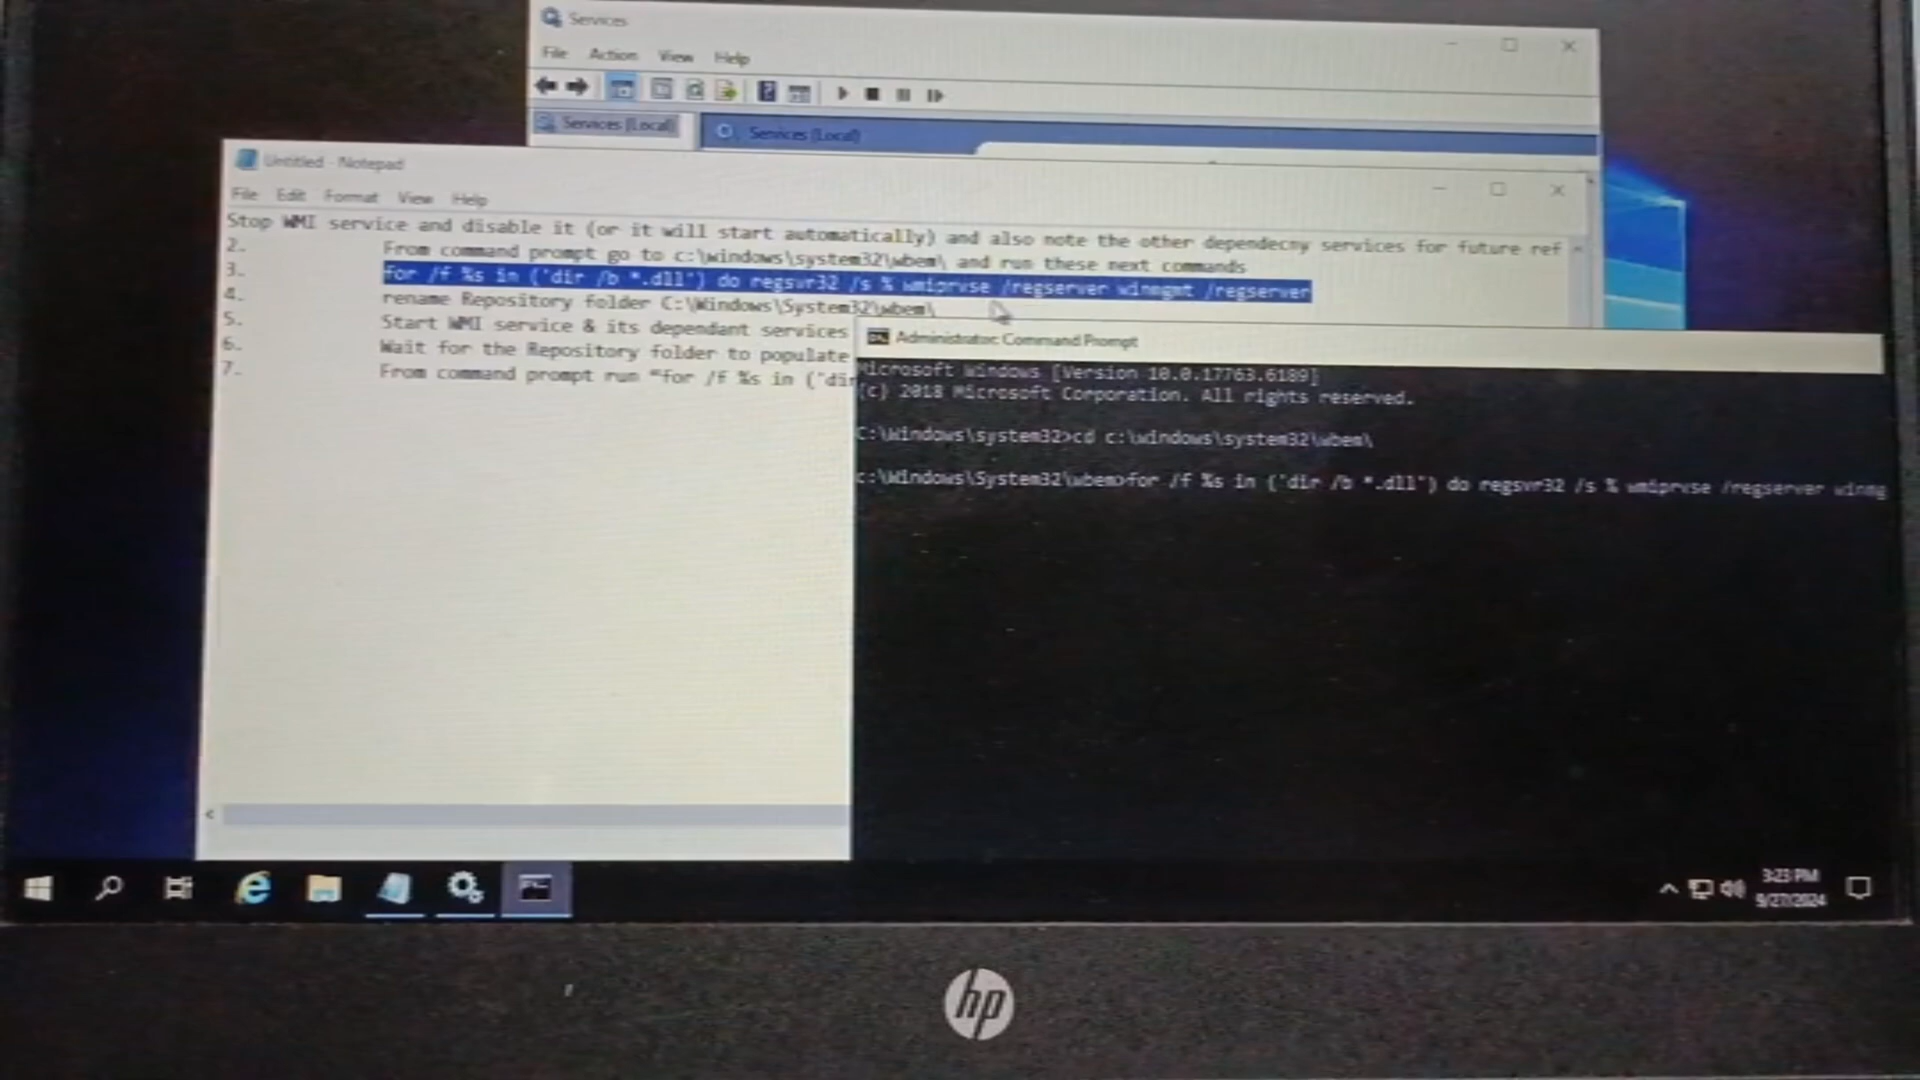 Services
File Action View Help
Services (Local)
Services (Local)
Untitled - Notepad
File Edit Format View Help
Stop WMI service and disable it (or it will start automatically) and also note the other dependecny services for future ref
2. From command prompt go to c:\windows\system32\wbem\ and run these next commands
3. for /f %s in ('dir /b *.dll') do regsvr32 /s % wmiprvse /regserver winmgmt /regserver
4. rename Repository folder C:\Windows\System32\wbem\
5. Start WMI service & its dependant services
6. Wait for the Repository folder to populate
7. From command prompt run "for /f %s in ('dir
Administrator: Command Prompt
Microsoft Windows [Version 10.0.17763.6189]
(c) 2018 Microsoft Corporation. All rights reserved.
C:\Windows\system32>cd c:\windows\system32\wbem\
c:\Windows\System32\wbem>for /f %s in ('dir /b *.dll') do regsvr32 /s % wmiprvse /regserver winmg
3:23 PM
9/27/2024
hp